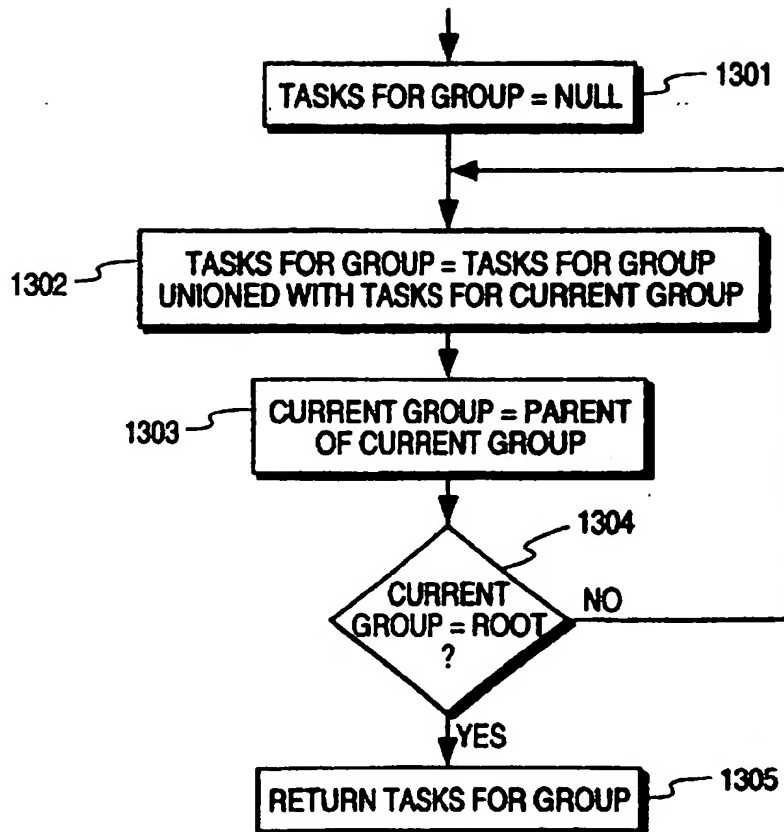 TASKS FOR GROUP = NULL
1301
1302
TASKS FOR GROUP = TASKS FOR GROUP
UNIONED WITH TASKS FOR CURRENT GROUP
1303
CURRENT GROUP = PARENT
OF CURRENT GROUP
1304
CURRENT
GROUP = ROOT
?
NO
YES
RETURN TASKS FOR GROUP
1305